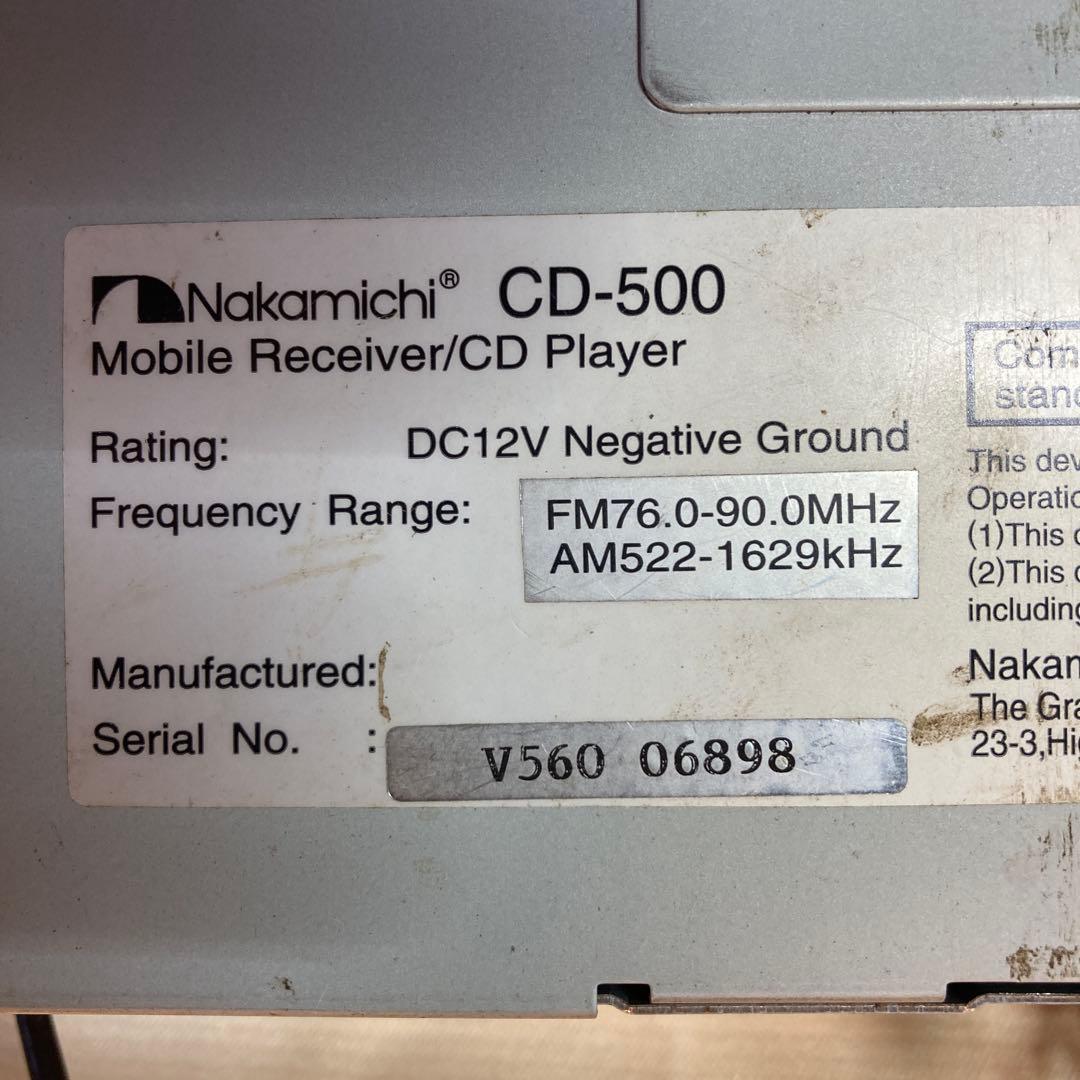 Nakamichi® CD-500
Mobile Receiver/CD Player
Rating: DC12V Negative Ground
Frequency Range: FM76.0-90.0MHz
AM522-1629kHz
Manufactured:
Serial No. : V560 06898
Com
stand
This dev
Operatio
(1)This
(2)This
including
Nakam
The Gra
23-3,Hig